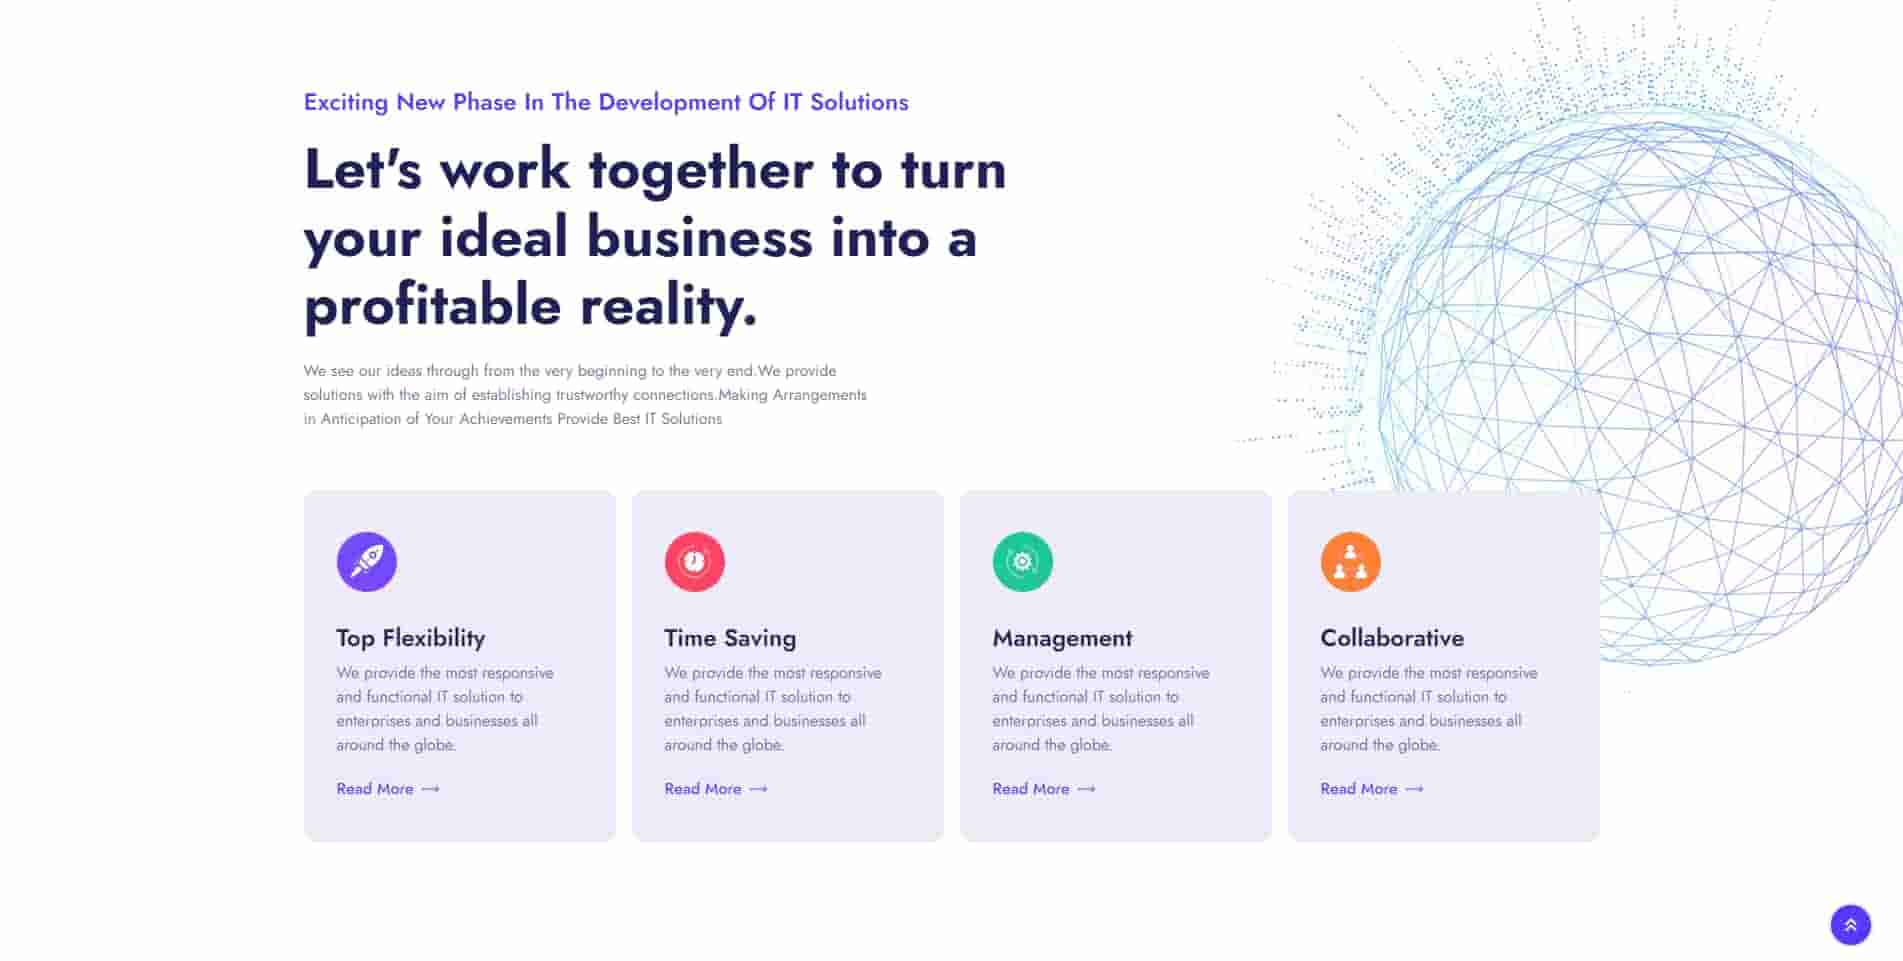 Exciting New Phase In The Development Of IT Solutions
Let's work together to turn
your ideal business into a
profitable reality.
We see our ideas through from the very beginning to the very end.We provide
solutions with the aim of establishing trustworthy connections.Making Arrangements
in Anticipation of Your Achievements Provide Best IT Solutions
Top Flexibility
We provide the most responsive
and functional IT solution to
enterprises and businesses all
around the globe.
Read More
Time Saving
We provide the most responsive
and functional IT solution to
enterprises and businesses all
around the globe.
Read More
Management
We provide the most responsive
and functional IT solution to
enterprises and businesses all
around the globe.
Read More
Collaborative
We provide the most responsive
and functional IT solution to
enterprises and businesses all
around the globe.
Read More